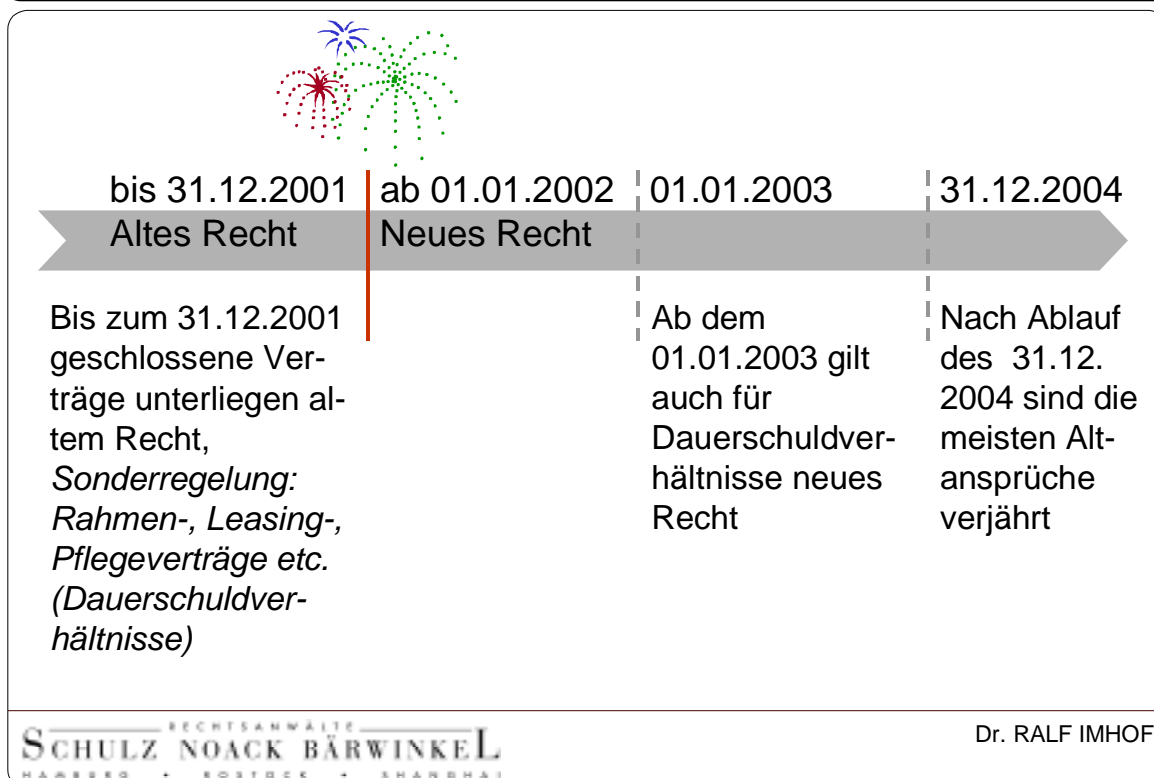 bis 31.12.2001
Altes Recht
ab 01.01.2002
Neues Recht
01.01.2003
31.12.2004
Bis zum 31.12.2001
geschlossene Ver-
träge unterliegen al-
tem Recht,
Sonderregelung:
Rahmen-, Leasing-,
Pflegeverträge etc.
(Dauerschuldver-
hältnisse)
Ab dem
01.01.2003 gilt
auch für
Dauerschuldver-
hältnisse neues
Recht
Nach Ablauf
des 31.12.
2004 sind die
meisten Alt-
ansprüche
verjährt
RECHTSANWÄLTE
SCHULZ NOACK BÄRWINKEL
HAMBURG • ROSTOCK • SHANGHAI
Dr. RALF IMHOF